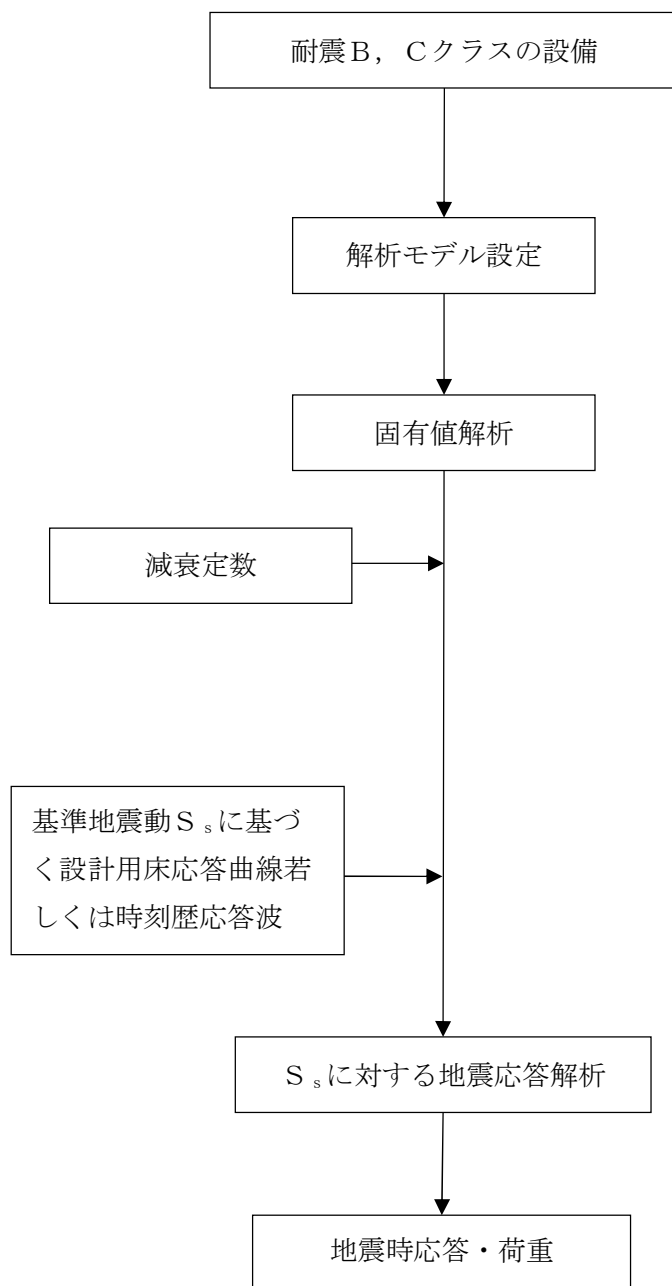 耐震Ｂ，Ｃクラスの設備
解析モデル設定
固有値解析
減衰定数
基準地震動Ｓｓに基づ
く設計用床応答曲線若
しくは時刻歴応答波
Ｓｓに対する地震応答解析
地震時応答・荷重